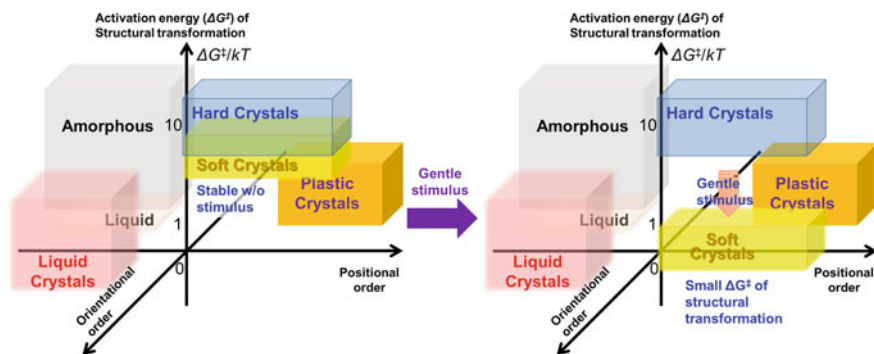 Activation energy (ΔG‡) of
Structural transformation
ΔG‡/kT
Hard Crystals
Amorphous
10
Soft Crystals
Stable w/o
stimulus
Plastic
Crystals
Liquid
1
Liquid
Crystals
0
Positional
order
Orientational
order
Gentle
stimulus
Activation energy (ΔG‡) of
Structural transformation
ΔG‡/kT
Hard Crystals
Amorphous
10
Gentle
stimulus
Plastic
Crystals
Liquid
1
Soft
Crystals
Liquid
Crystals
0
Positional
order
Small ΔG‡ of
structural
transformation
Orientational
order